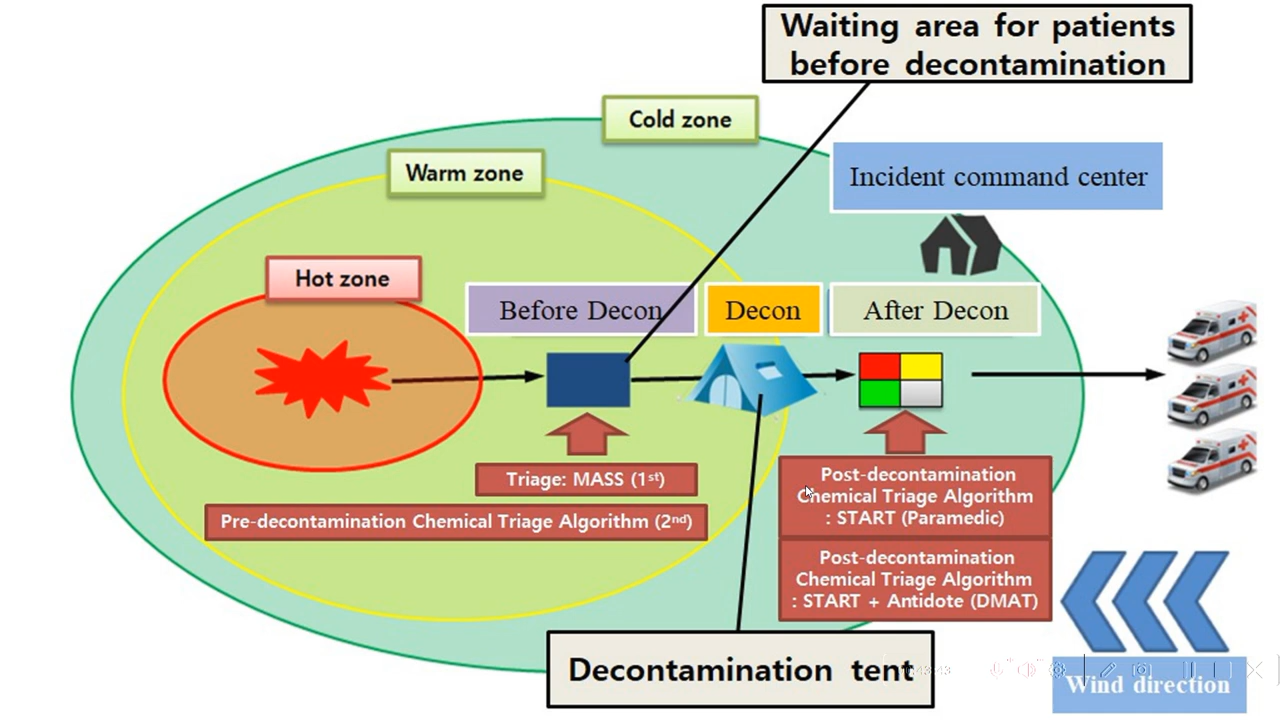 Waiting area for patients
before decontamination
Cold zone
Warm zone
Incident command center
Hot zone
Before Decon
Decon
After Decon
Triage: MASS (1st)
Pre-decontamination Chemical Triage Algorithm (2nd)
Post-decontamination
Chemical Triage Algorithm
: START (Paramedic)
Post-decontamination
Chemical Triage Algorithm
: START + Antidote (DMAT)
Decontamination tent
Wind direction